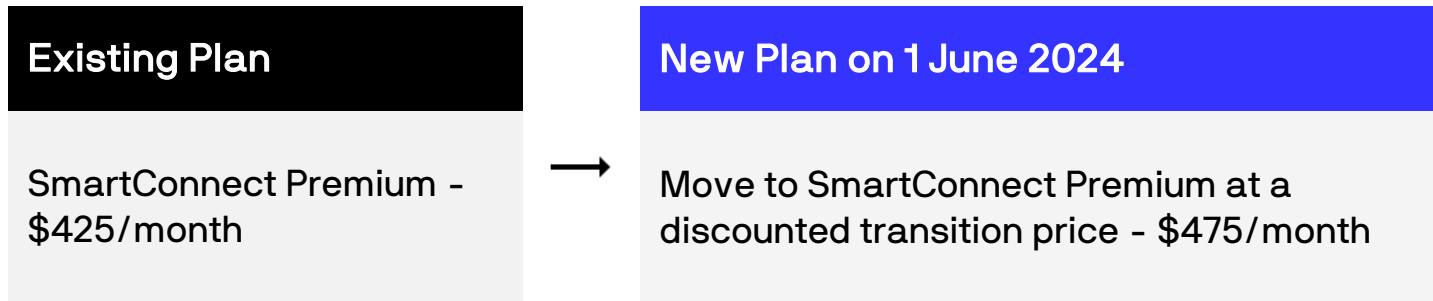 Existing Plan
SmartConnect Premium -
$425/month
New Plan on 1 June 2024
Move to SmartConnect Premium at a
discounted transition price - $475/month